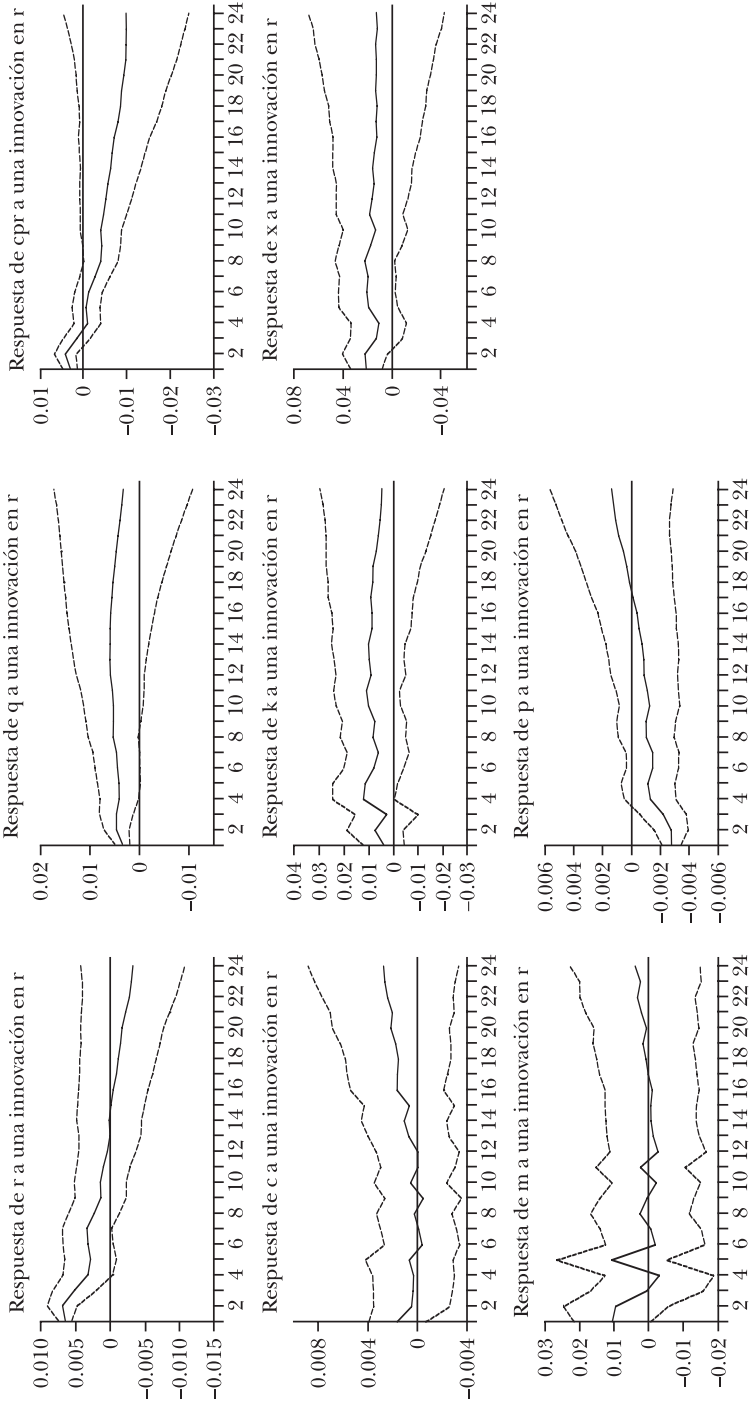 Respuesta de r a una innovación en r
0.010
0.005
0
−0.005
−0.010
−0.015
2 4 6 8 10 12 14 16 18 20 22 24
Respuesta de q a una innovación en r
0.02
0.01
0
−0.01
2 4 6 8 10 12 14 16 18 20 22 24
Respuesta de cpr a una innovación en r
0.01
0
−0.01
−0.02
−0.03
2 4 6 8 10 12 14 16 18 20 22 24
Respuesta de c a una innovación en r
0.008
0.004
0
−0.004
2 4 6 8 10 12 14 16 18 20 22 24
Respuesta de k a una innovación en r
0.04
0.03
0.02
0.01
0
−0.01
−0.02
−0.03
2 4 6 8 10 12 14 16 18 20 22 24
Respuesta de x a una innovación en r
0.08
0.04
0
−0.04
2 4 6 8 10 12 14 16 18 20 22 24
Respuesta de m a una innovación en r
0.03
0.02
0.01
0
−0.01
−0.02
2 4 6 8 10 12 14 16 18 20 22 24
Respuesta de p a una innovación en r
0.006
0.004
0.002
0
−0.002
−0.004
−0.006
2 4 6 8 10 12 14 16 18 20 22 24